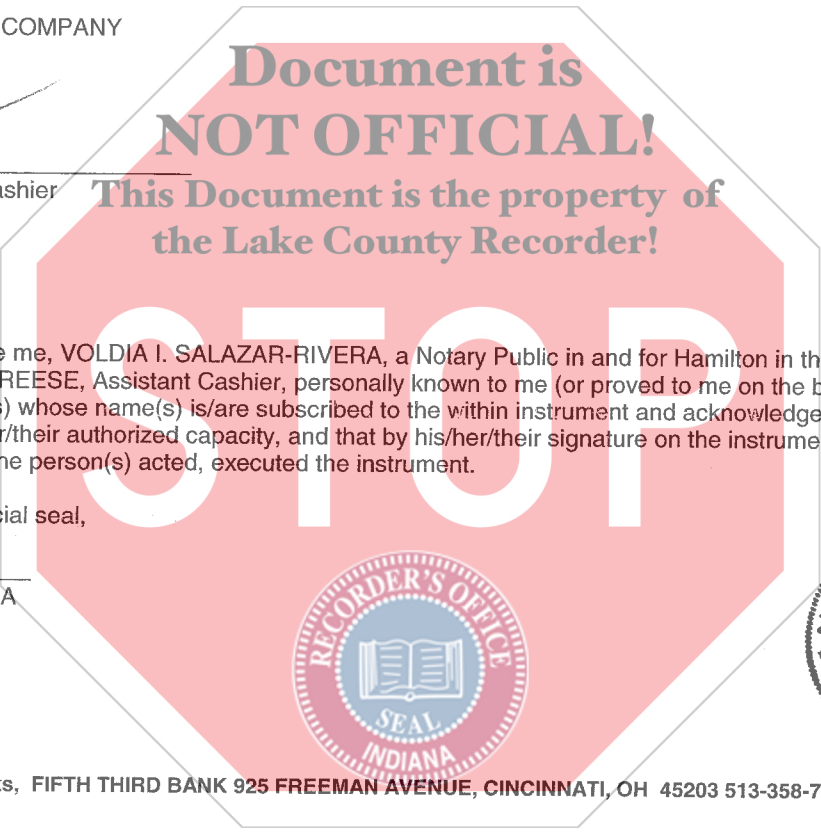 COMPANY
Document is
NOT OFFICIAL!
ashier
This Document is the property of
the Lake County Recorder!
STOP
e me, VOLDIA I. SALAZAR-RIVERA, a Notary Public in and for Hamilton in th
REESE, Assistant Cashier, personally known to me (or proved to me on the b
s) whose name(s) is/are subscribed to the within instrument and acknowledge
r/their authorized capacity, and that by his/her/their signature on the instrume
ne person(s) acted, executed the instrument.
cial seal,
A
RECORDER'S OFFICE
SEAL
INDIANA
ts, FIFTH THIRD BANK 925 FREEMAN AVENUE, CINCINNATI, OH 45203 513-358-7